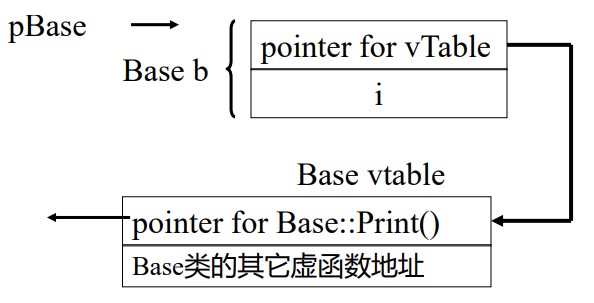 pBase
pointer for vTable
Base b
i
Base vtable
pointer for Base::Print()
Base类的其它虚函数地址